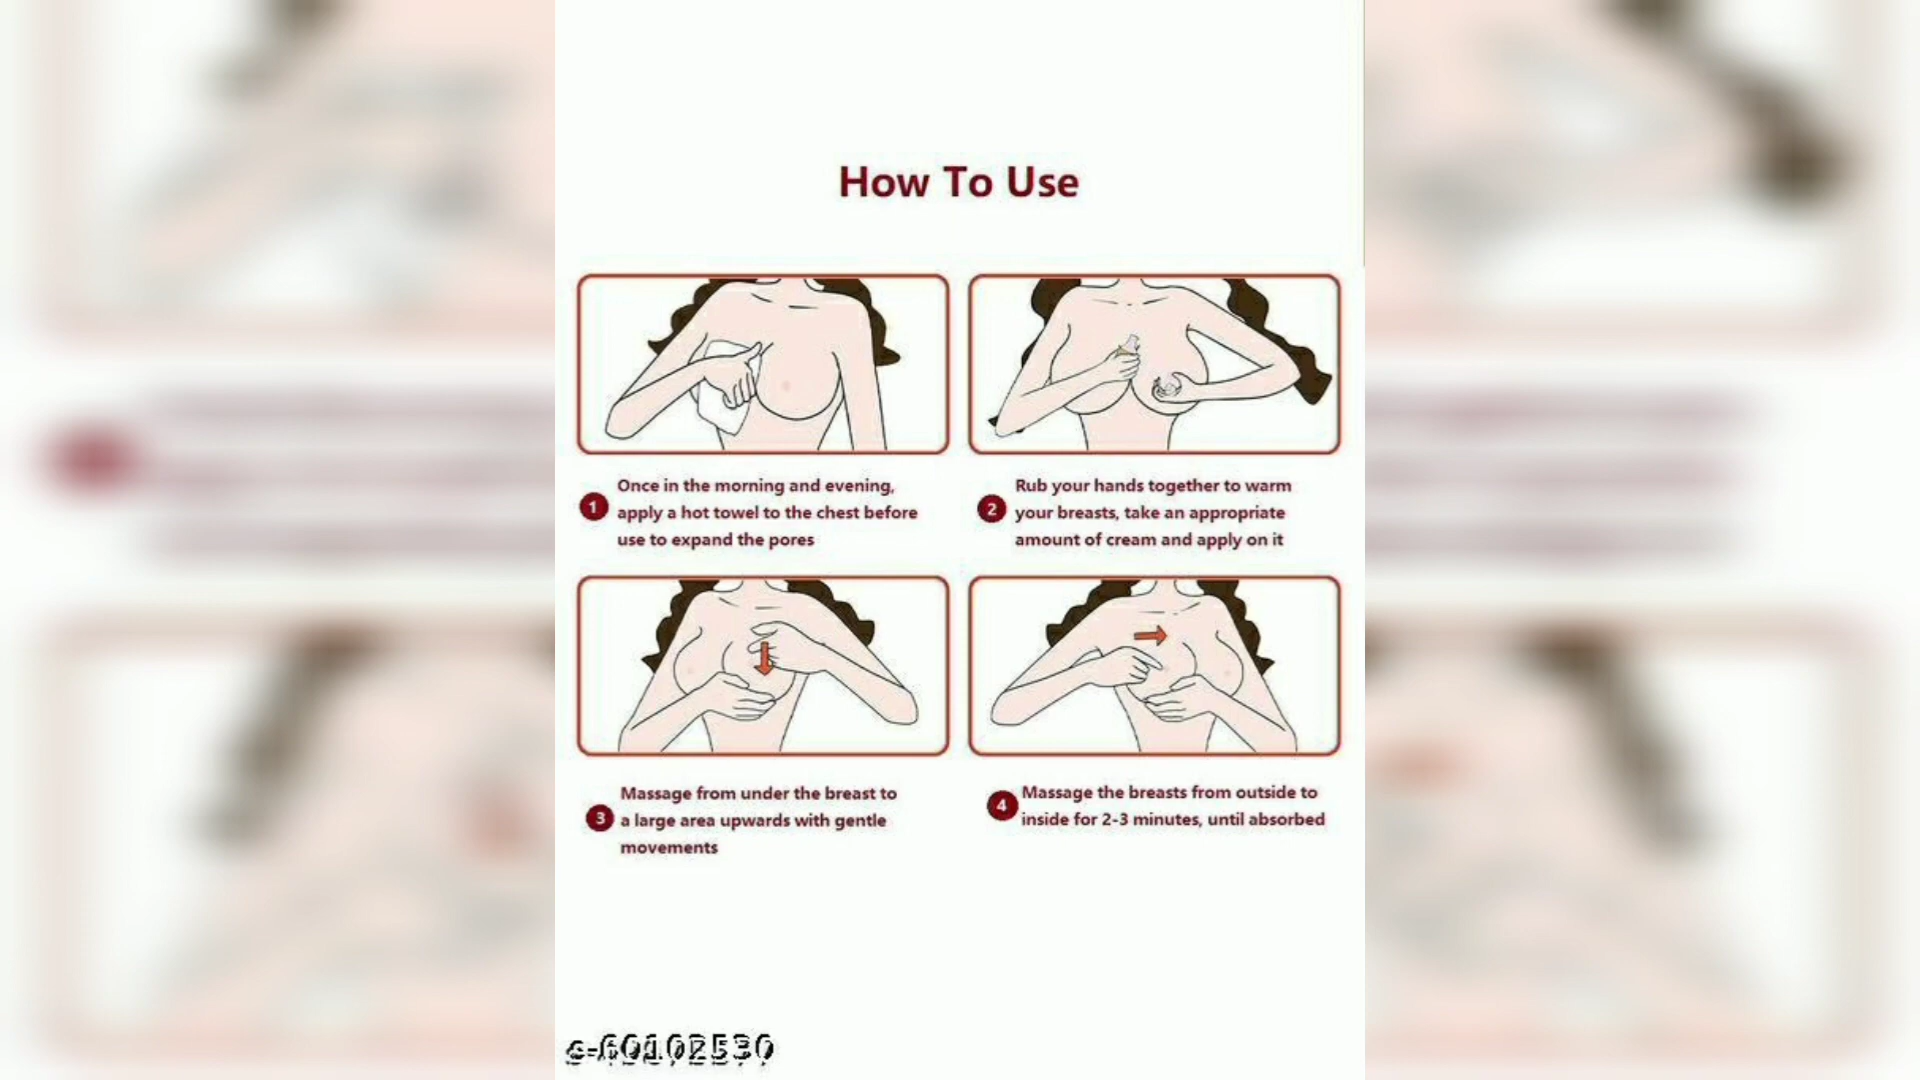 How To Use
1
Once in the morning and evening,
apply a hot towel to the chest before
use to expand the pores
2
Rub your hands together to warm
your breasts, take an appropriate
amount of cream and apply on it
3
Massage from under the breast to
a large area upwards with gentle
movements
4
Massage the breasts from outside to
inside for 2-3 minutes, until absorbed